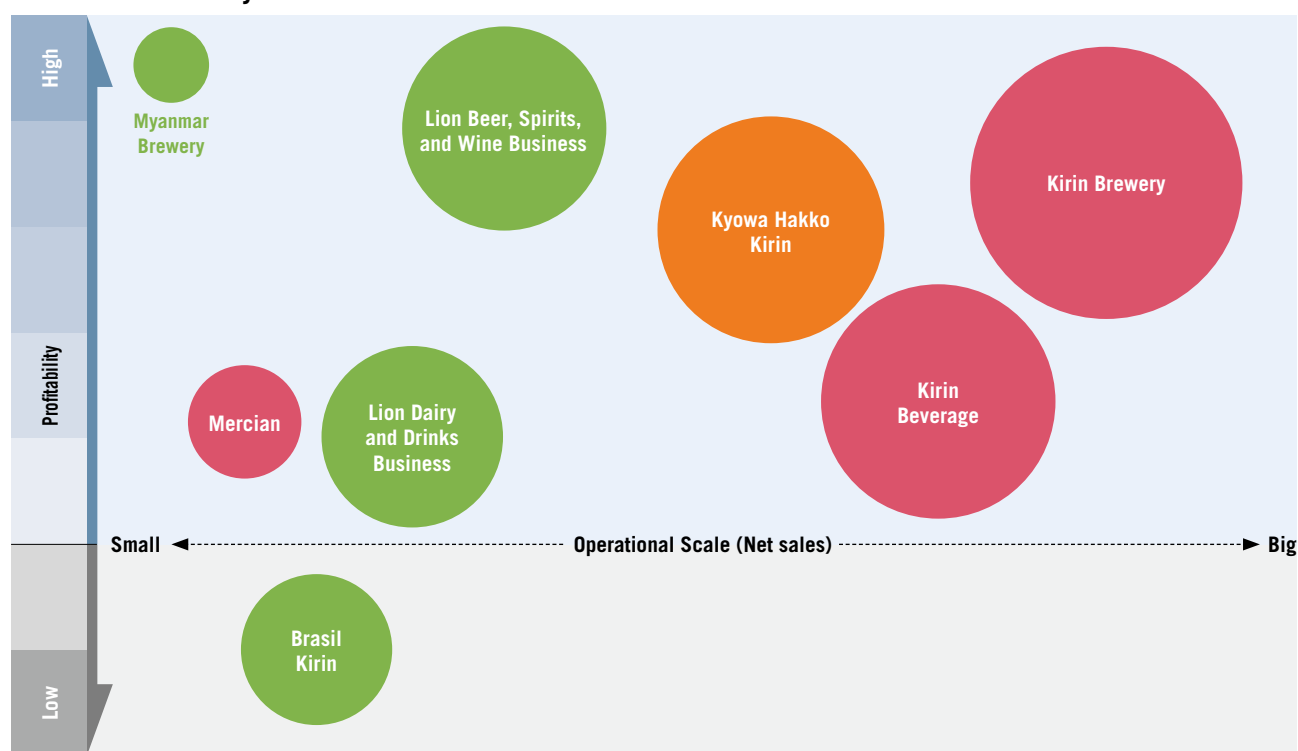 High
Myanmar
Brewery
Lion Beer, Spirits,
and Wine Business
Kyowa Hakko
Kirin
Kirin Brewery
Profitability
Mercian
Lion Dairy
and Drinks
Business
Kirin
Beverage
Small
Operational Scale (Net sales)
Big
Brasil
Kirin
Low